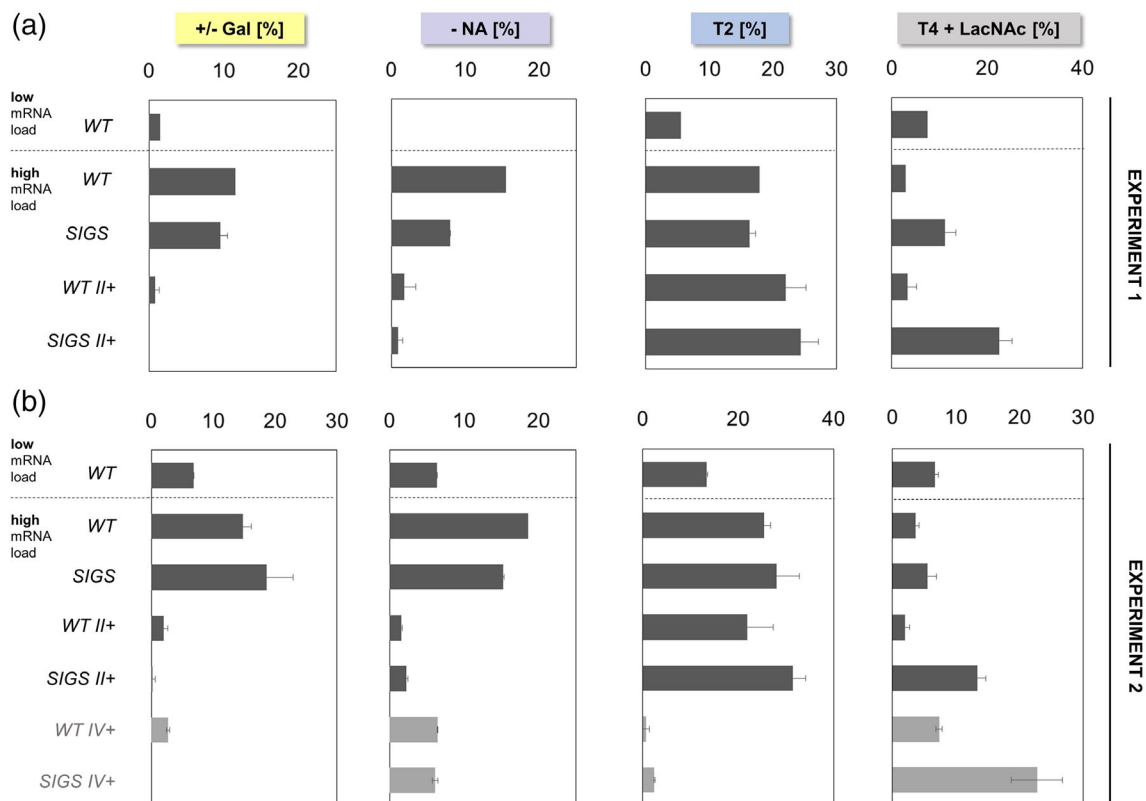 (a)
+/- Gal [%]
- NA [%]
T2 [%]
T4 + LacNAc [%]
0 10 20
0 10 20
0 10 20 30
0 20 40
low
mRNA
load
WT
high
mRNA
load
WT
SIGS
WT II+
SIGS II+
EXPERIMENT 1
(b)
0 10 20 30
0 10 20
0 20 40
0 10 20 30
low
mRNA
load
WT
high
mRNA
load
WT
SIGS
WT II+
SIGS II+
WT IV+
SIGS IV+
EXPERIMENT 2